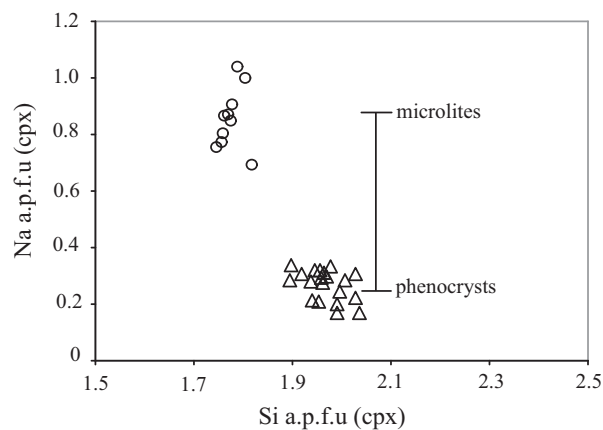 1.2
1.0
0.8
0.6
0.4
0.2
0
Na a.p.f.u (cpx)
microlites
phenocrysts
1.5 1.7 1.9 2.1 2.3 2.5
Si a.p.f.u (cpx)